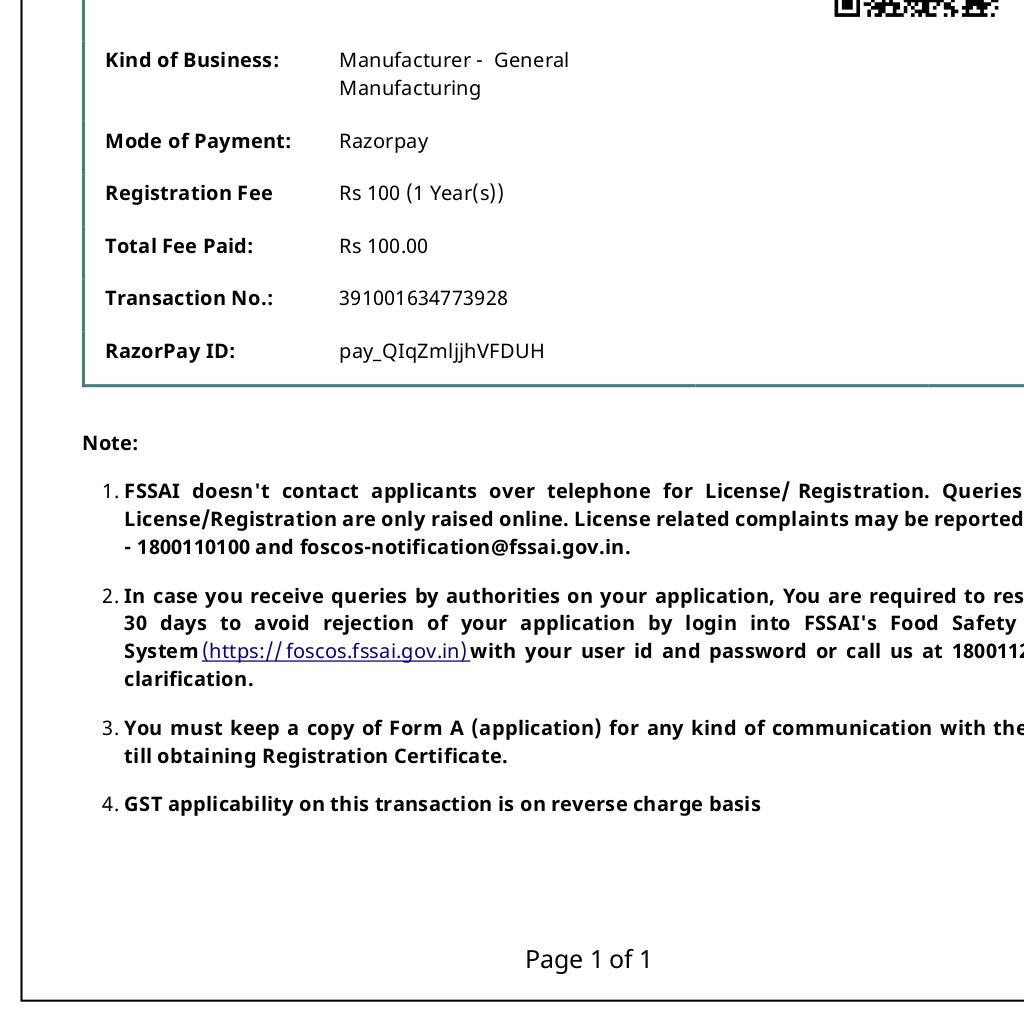 Kind of Business: Manufacturer - General
Manufacturing
Mode of Payment: Razorpay
Registration Fee Rs 100 (1 Year(s))
Total Fee Paid: Rs 100.00
Transaction No.: 391001634773928
RazorPay ID: pay_QIqZmljjhVFDUH
Note:
1. FSSAI doesn't contact applicants over telephone for License/ Registration. Queries
License/Registration are only raised online. License related complaints may be reported
- 1800110100 and foscos-notification@fssai.gov.in.
2. In case you receive queries by authorities on your application, You are required to res
30 days to avoid rejection of your application by login into FSSAI's Food Safety
System (https://foscos.fssai.gov.in) with your user id and password or call us at 1800112
clarification.
3. You must keep a copy of Form A (application) for any kind of communication with the
till obtaining Registration Certificate.
4. GST applicability on this transaction is on reverse charge basis
Page 1 of 1